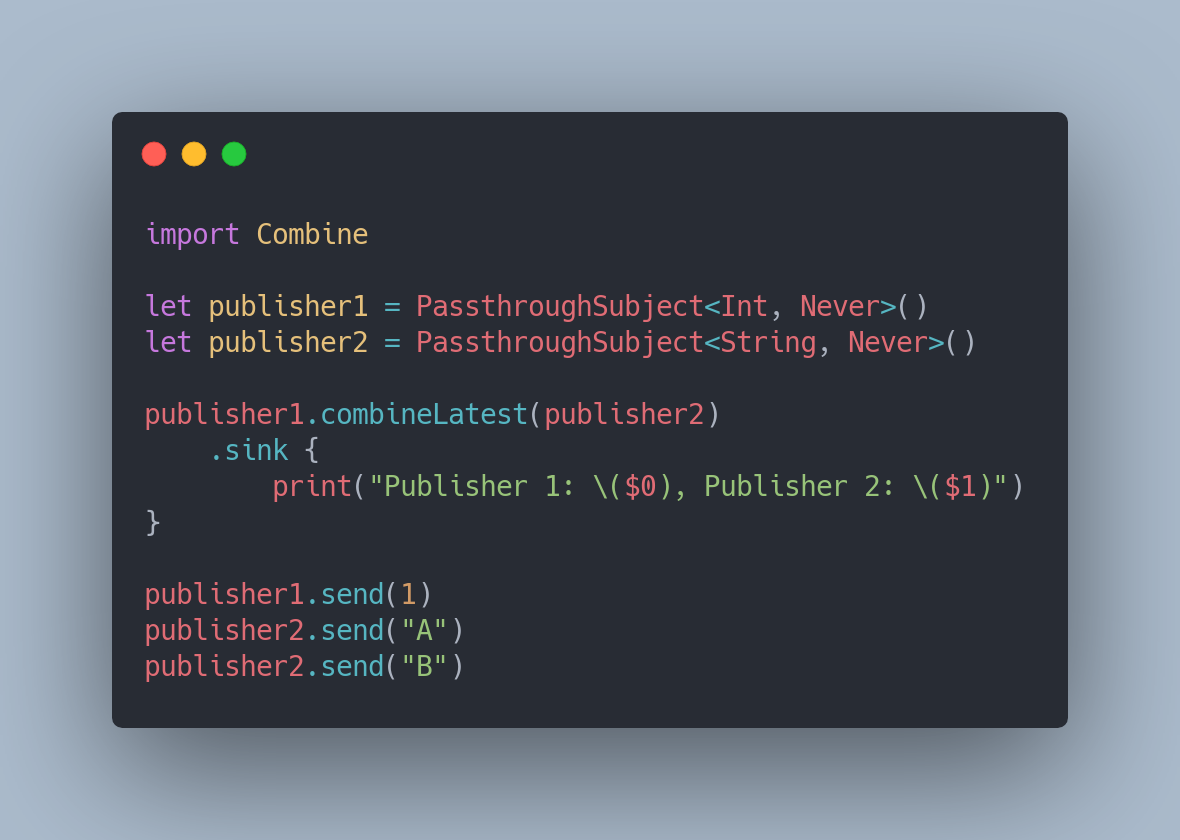 import Combine

let publisher1 = PassthroughSubject<Int, Never>()
let publisher2 = PassthroughSubject<String, Never>()

publisher1.combineLatest(publisher2)
    .sink {
        print("Publisher 1: \($0), Publisher 2: \($1)")
}

publisher1.send(1)
publisher2.send("A")
publisher2.send("B")